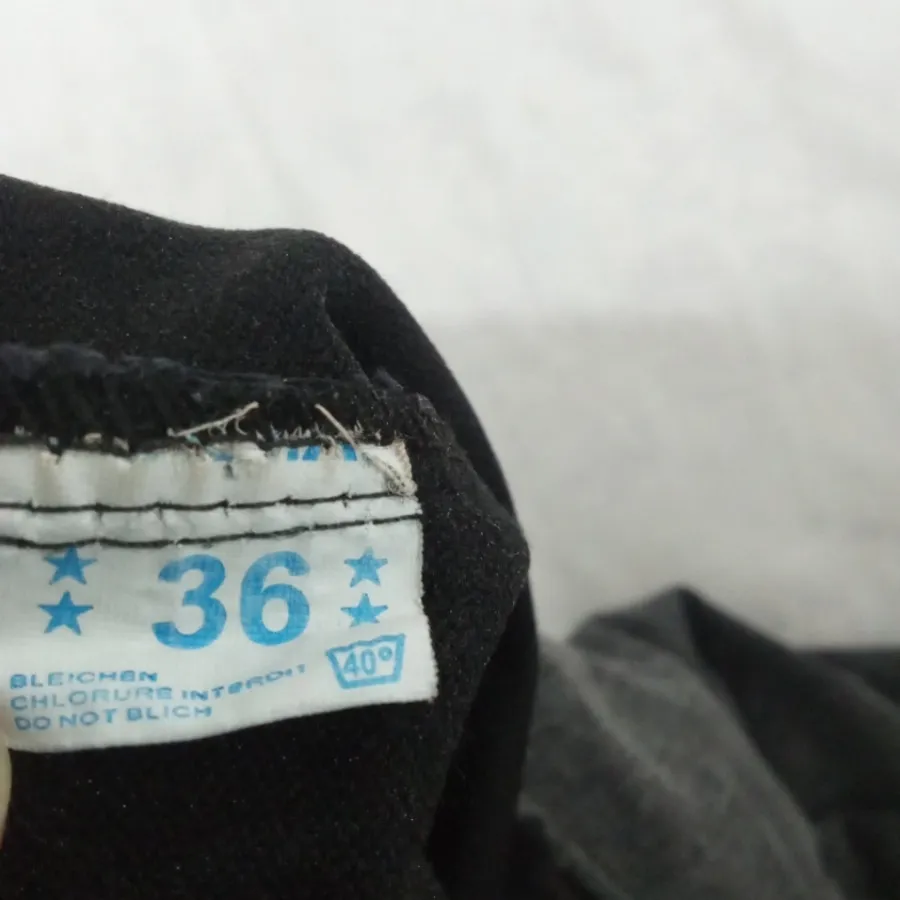 36
40°
BLEICHEN
CHLORURE INTERDIT
DO NOT BLICH